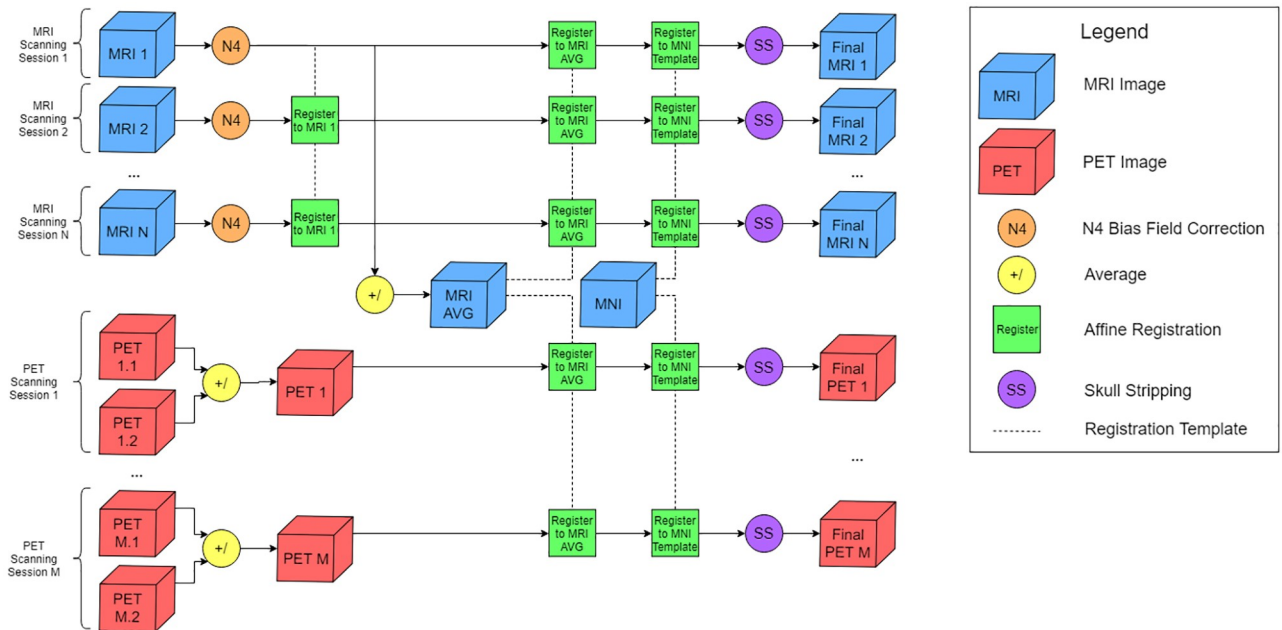 MRI
Scanning
Session 1
MRI 1
N4
Register
to MRI
AVG
Register
to MNI
Template
SS
Final
MRI 1
MRI
Scanning
Session 2
MRI 2
N4
Register
to MRI 1
Register
to MRI
AVG
Register
to MNI
Template
SS
Final
MRI 2
...
...
MRI
Scanning
Session N
MRI N
N4
Register
to MRI 1
Register
to MRI
AVG
Register
to MNI
Template
SS
Final
MRI N
+/
MRI
AVG
MNI
PET
Scanning
Session 1
PET
1.1
PET
1.2
+/
PET 1
Register
to MRI
AVG
Register
to MNI
Template
SS
Final
PET 1
...
...
PET
Scanning
Session M
PET
M.1
PET
M.2
+/
PET M
Register
to MRI
AVG
Register
to MNI
Template
SS
Final
PET M
Legend
MRI
MRI Image
PET
PET Image
N4
N4 Bias Field Correction
+/
Average
Register
Affine Registration
SS
Skull Stripping
Registration Template